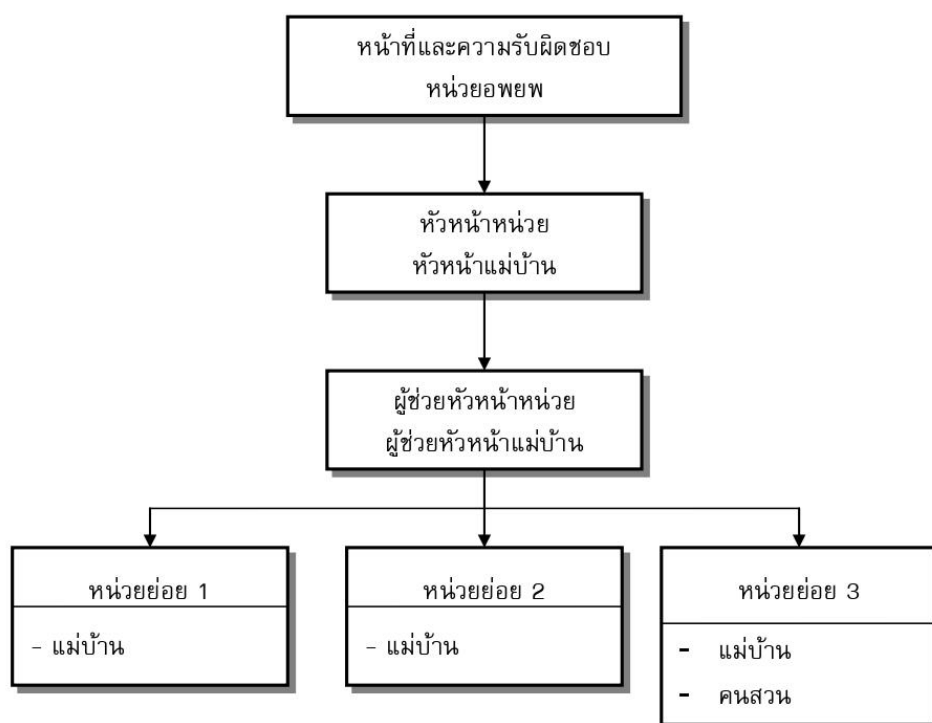 หน้าที่และความรับผิดชอบ
หน่วยอพยพ
หัวหน้าหน่วย
หัวหน้าแม่บ้าน
ผู้ช่วยหัวหน้าหน่วย
ผู้ช่วยหัวหน้าแม่บ้าน
หน่วยย่อย 1
- แม่บ้าน
หน่วยย่อย 2
- แม่บ้าน
หน่วยย่อย 3
- แม่บ้าน
- คนสวน